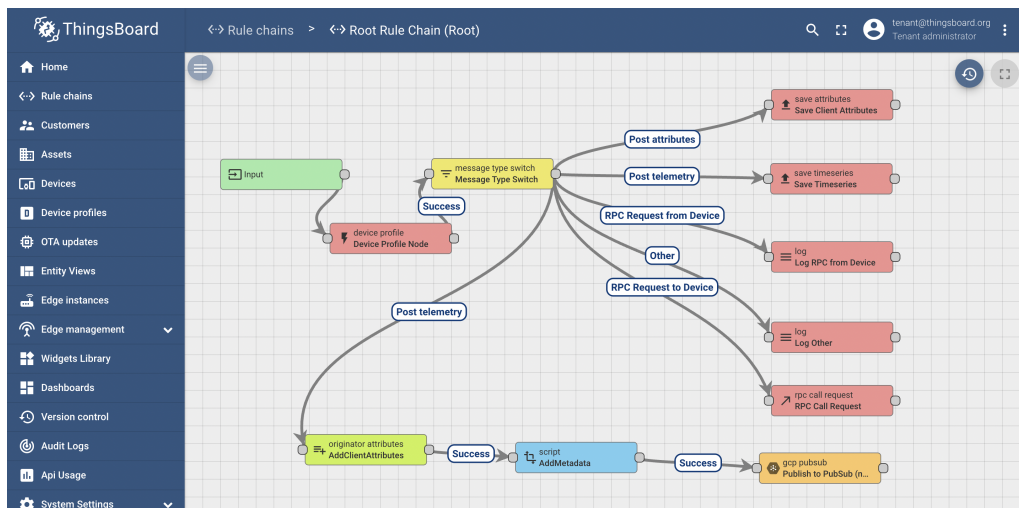 ThingsBoard
Rule chains > Root Rule Chain (Root)
tenant@thingsboard.org
Tenant administrator
Home
Rule chains
Customers
Assets
Devices
Device profiles
OTA updates
Entity Views
Edge instances
Edge management
Widgets Library
Dashboards
Version control
Audit Logs
Api Usage
System Settings
Input
device profile
Device Profile Node
Success
message type switch
Message Type Switch
Post attributes
Post telemetry
RPC Request from Device
Other
RPC Request to Device
Post telemetry
save attributes
Save Client Attributes
save timeseries
Save Timeseries
log
Log RPC from Device
log
Log Other
rpc call request
RPC Call Request
originator attributes
AddClientAttributes
Success
script
AddMetadata
Success
gcp pubsub
Publish to PubSub (n...